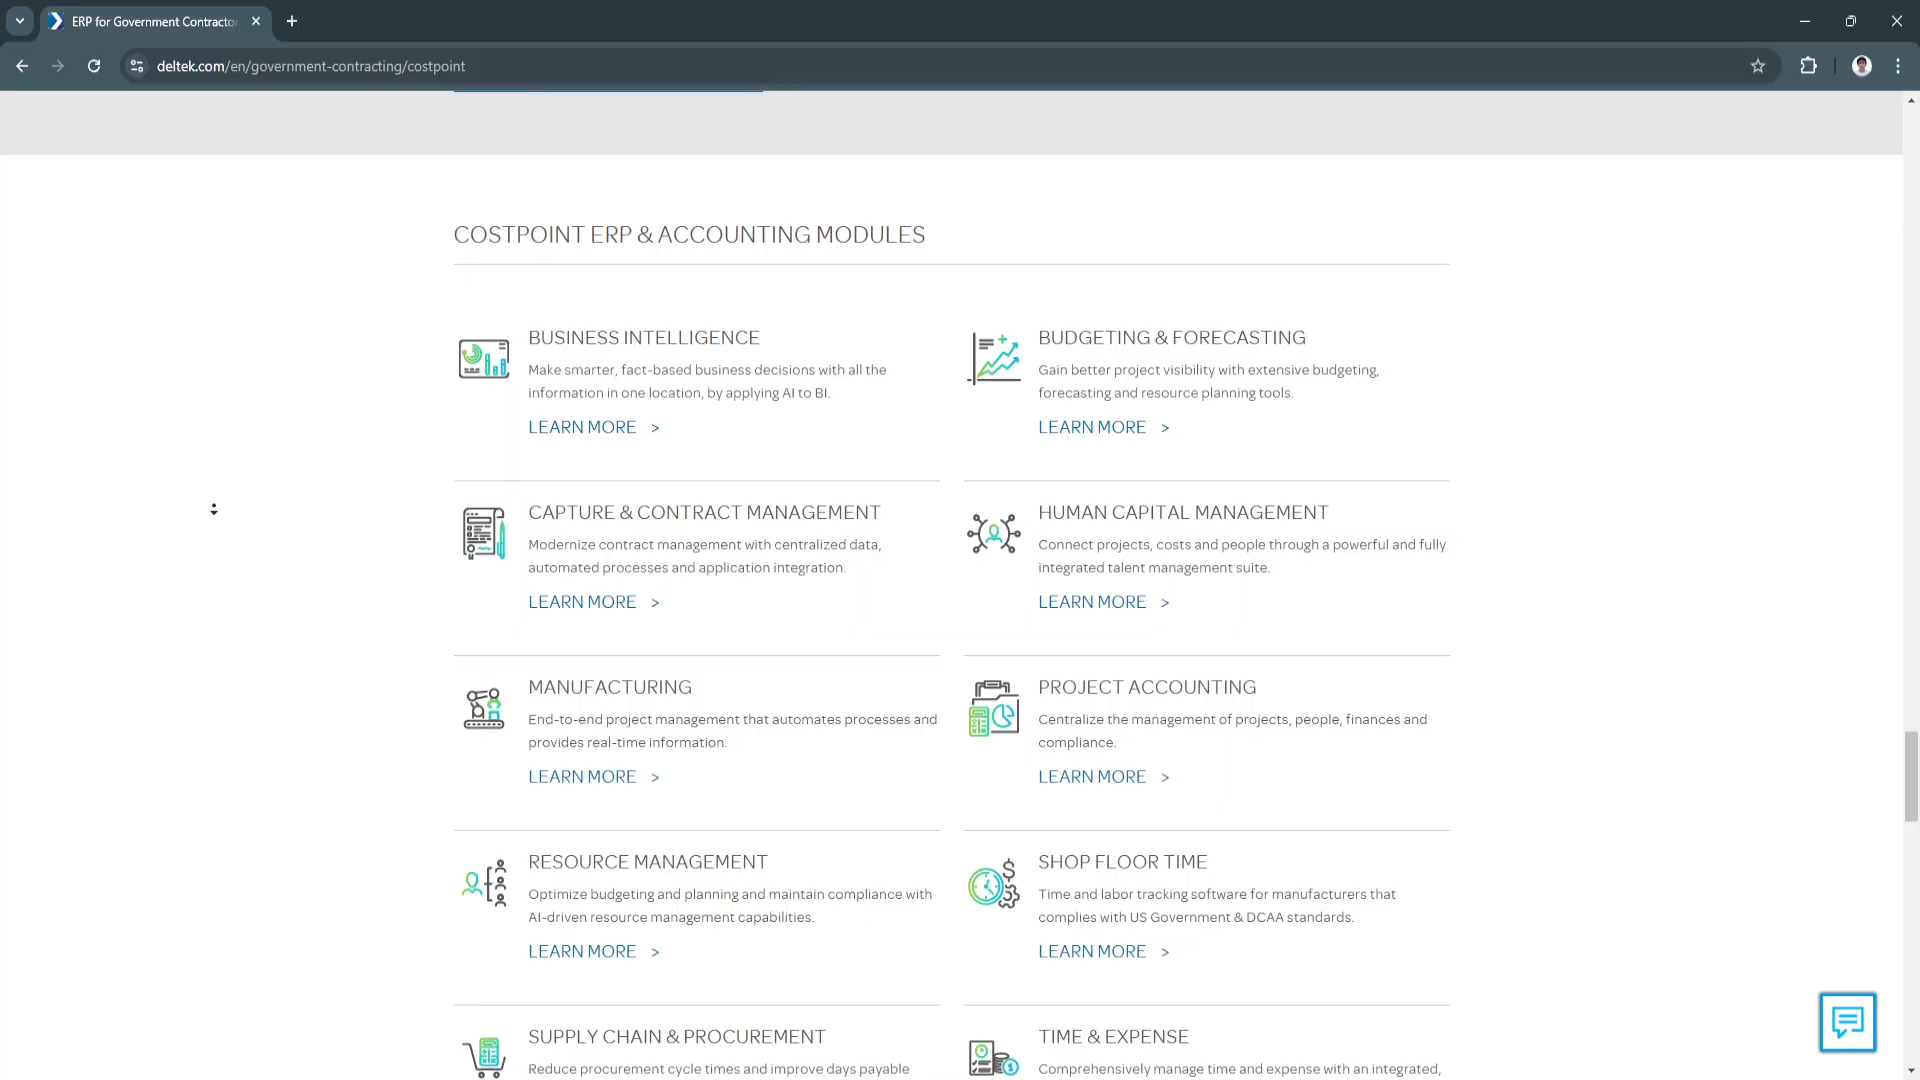 ERP for Government Contracto
deltek.com/en/government-contracting/costpoint
COSTPOINT ERP & ACCOUNTING MODULES
BUSINESS INTELLIGENCE
Make smarter, fact-based business decisions with all the
information in one location, by applying AI to BI.
LEARN MORE >
BUDGETING & FORECASTING
Gain better project visibility with extensive budgeting,
forecasting and resource planning tools.
LEARN MORE >
CAPTURE & CONTRACT MANAGEMENT
Modernize contract management with centralized data,
automated processes and application integration.
LEARN MORE >
HUMAN CAPITAL MANAGEMENT
Connect projects, costs and people through a powerful and fully
integrated talent management suite.
LEARN MORE >
MANUFACTURING
End-to-end project management that automates processes and
provides real-time information.
LEARN MORE >
PROJECT ACCOUNTING
Centralize the management of projects, people, finances and
compliance.
LEARN MORE >
RESOURCE MANAGEMENT
Optimize budgeting and planning and maintain compliance with
AI-driven resource management capabilities.
LEARN MORE >
SHOP FLOOR TIME
Time and labor tracking software for manufacturers that
complies with US Government & DCAA standards.
LEARN MORE >
SUPPLY CHAIN & PROCUREMENT
Reduce procurement cycle times and improve days payable
TIME & EXPENSE
Comprehensively manage time and expense with an integrated,